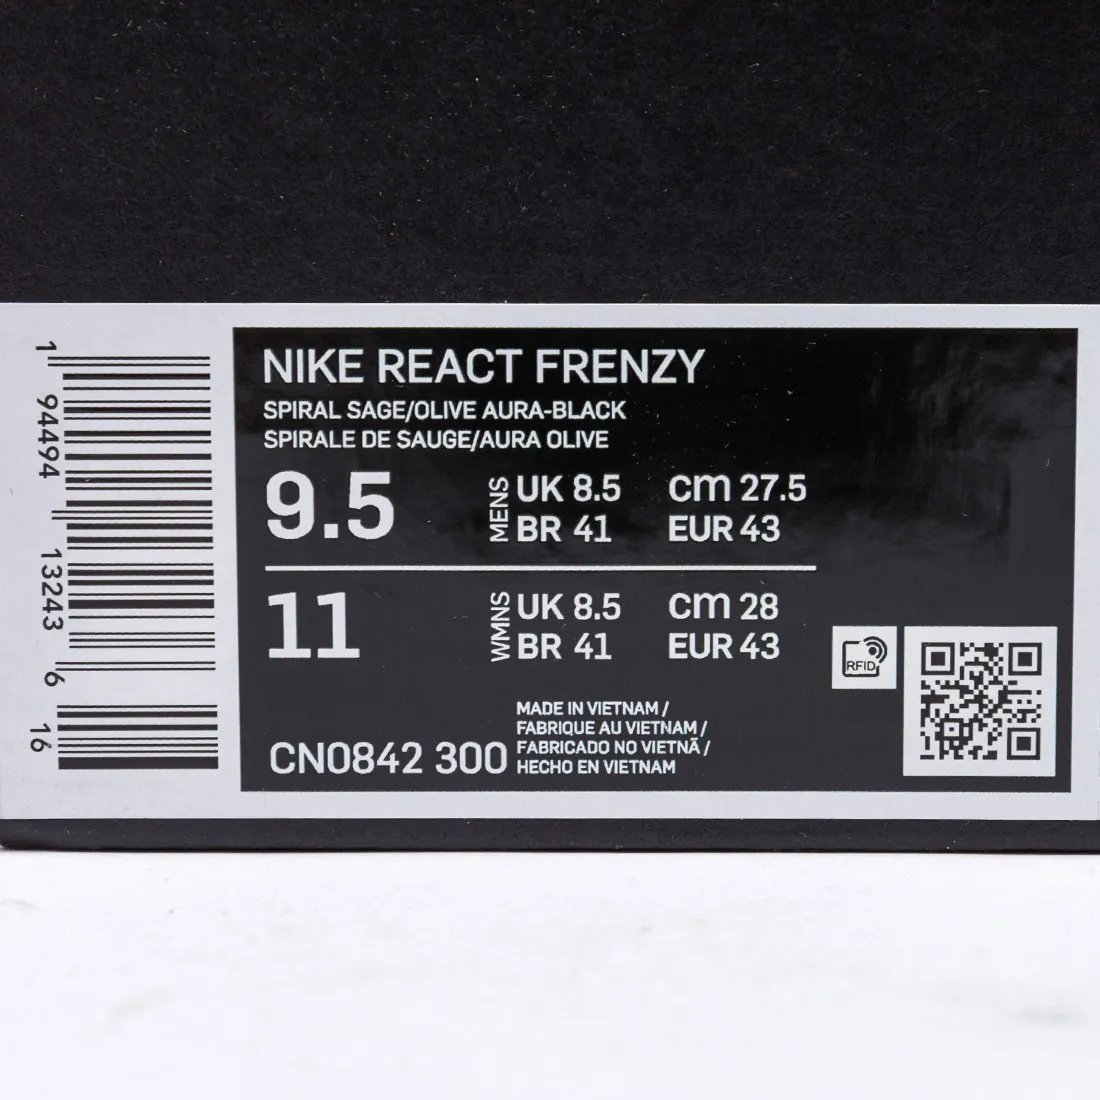 NIKE REACT FRENZY
SPIRAL SAGE/OLIVE AURA-BLACK
SPIRALE DE SAUGE/AURA OLIVE
9.5 MENS UK 8.5 cm 27.5
BR 41 EUR 43
11 WMNS UK 8.5 cm 28
BR 41 EUR 43
RFID
MADE IN VIETNAM /
FABRIQUE AU VIETNAM /
FABRICADO NO VIETNÃ /
HECHO EN VIETNAM
CN0842 300
1 94494 13243 6 16